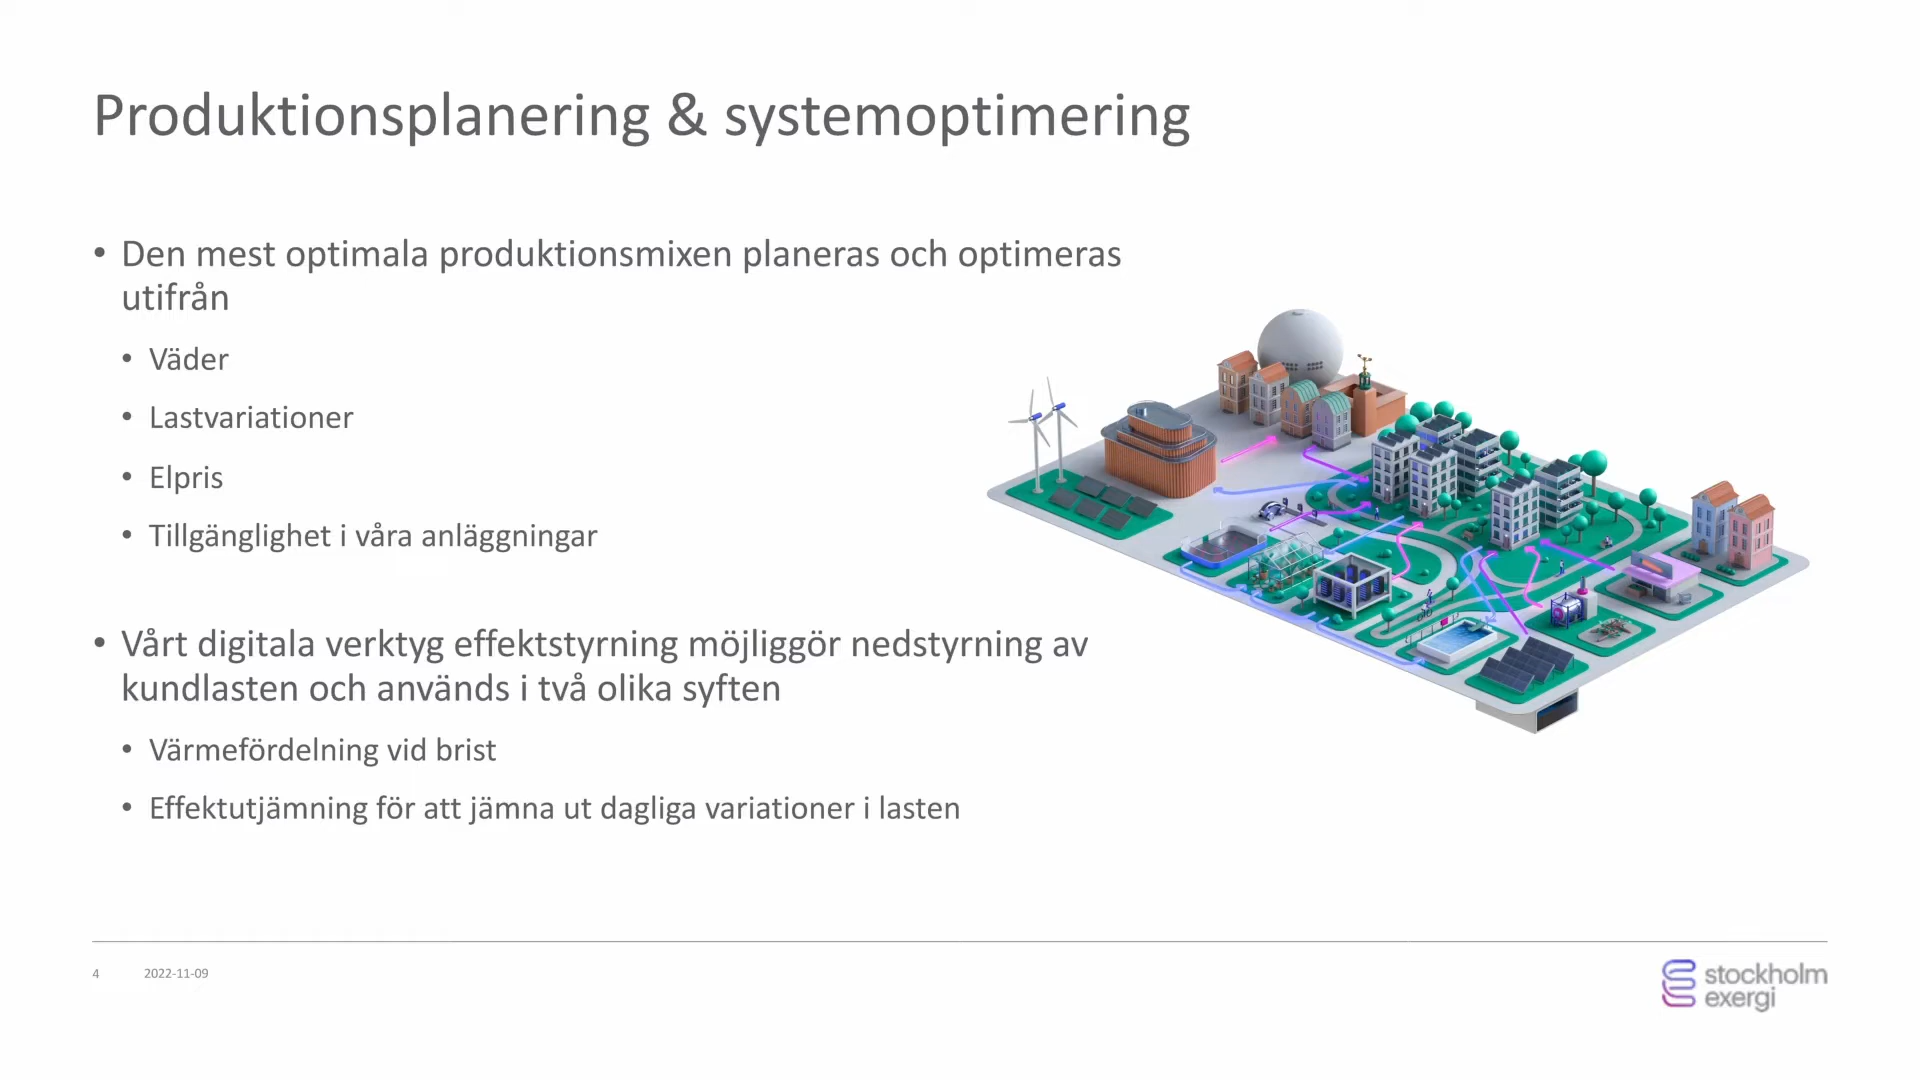 Produktionsplanering & systemoptimering
• Den mest optimala produktionsmixen planeras och optimeras
utifrån
• Väder
• Lastvariationer
• Elpris
• Tillgänglighet i våra anläggningar
• Vårt digitala verktyg effektstyrning möjliggör nedstyrning av
kundlasten och används i två olika syften
• Värmefördelning vid brist
• Effektutjämning för att jämna ut dagliga variationer i lasten
4 2022-11-09
stockholm
exergi